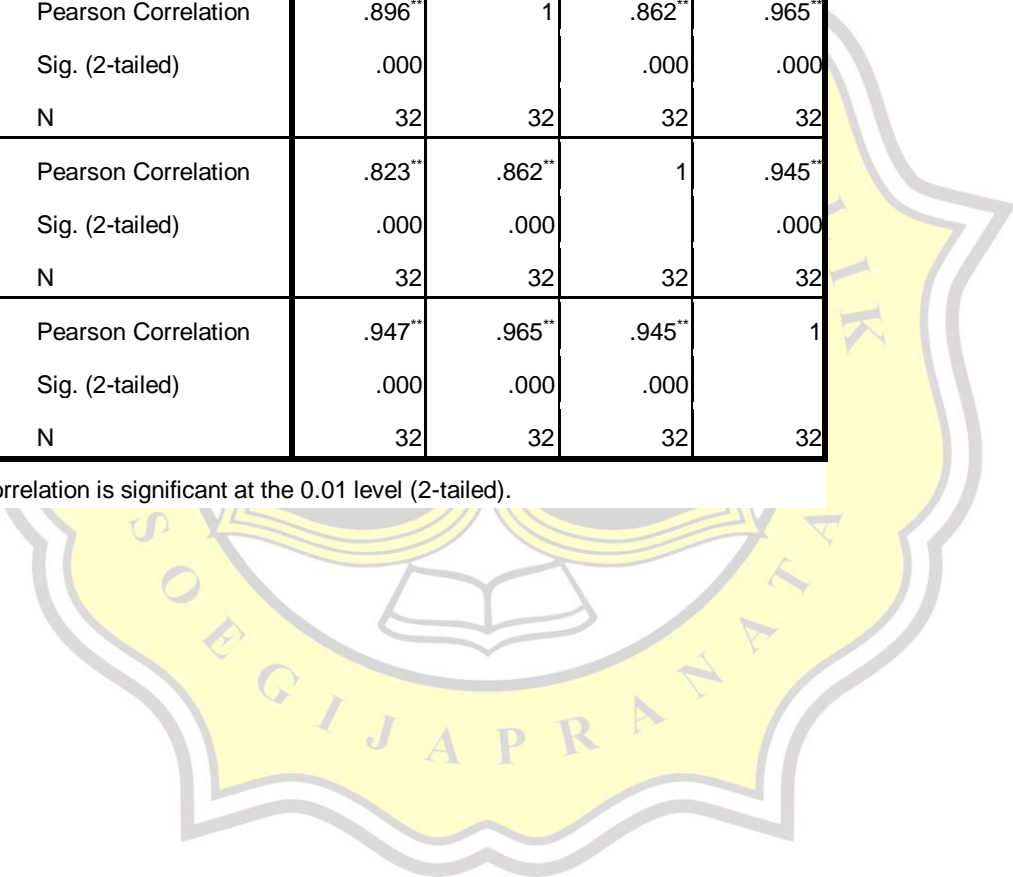 Pearson Correlation .896** 1 .862** .965**
Sig. (2-tailed) .000 .000 .000
N 32 32 32 32
Pearson Correlation .823** .862** 1 .945**
Sig. (2-tailed) .000 .000 .000
N 32 32 32 32
Pearson Correlation .947** .965** .945** 1
Sig. (2-tailed) .000 .000 .000
N 32 32 32 32
orrelation is significant at the 0.01 level (2-tailed).
L I K
SOEGIJAPRANATA